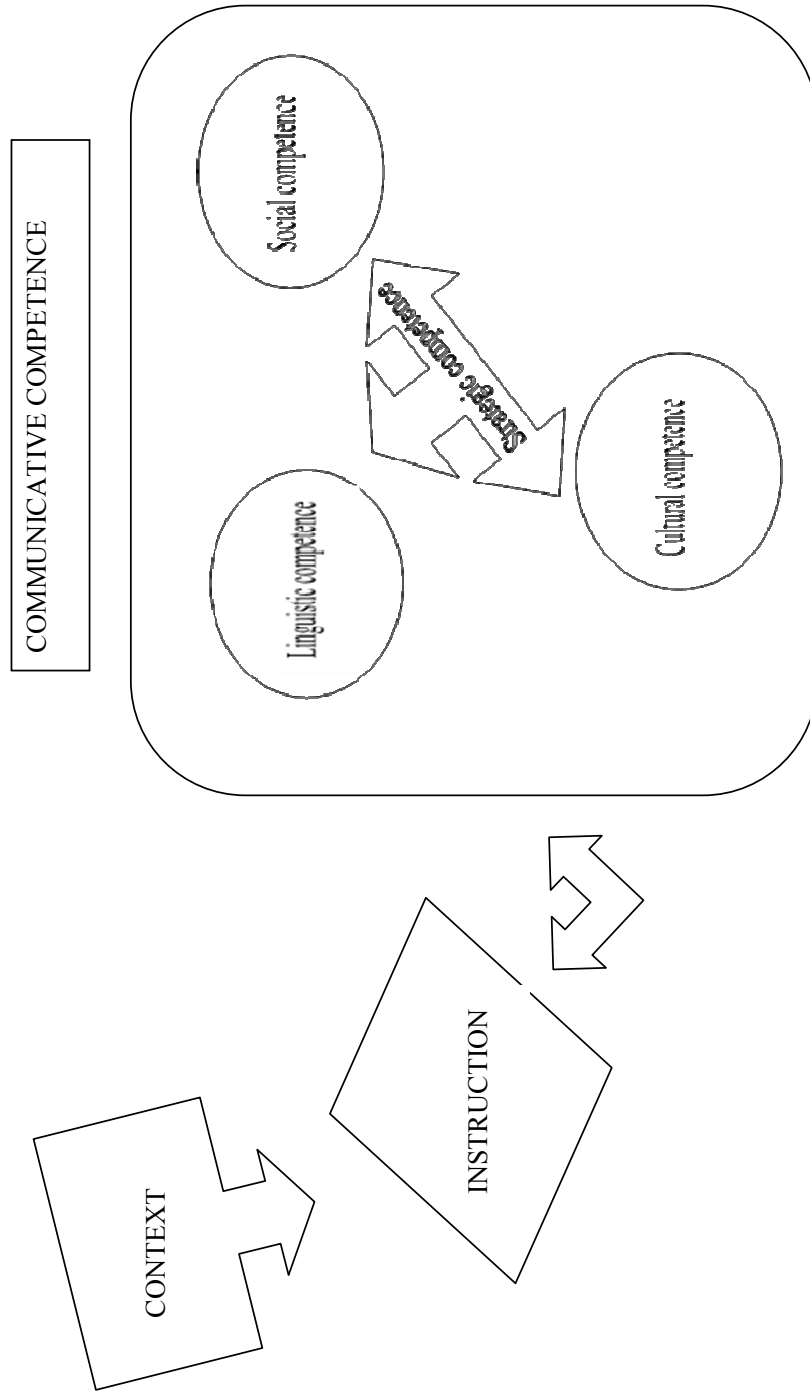 COMMUNICATIVE COMPETENCE
Linguistic competence
Social competence
Strategic competence
Cultural competence
CONTEXT
INSTRUCTION